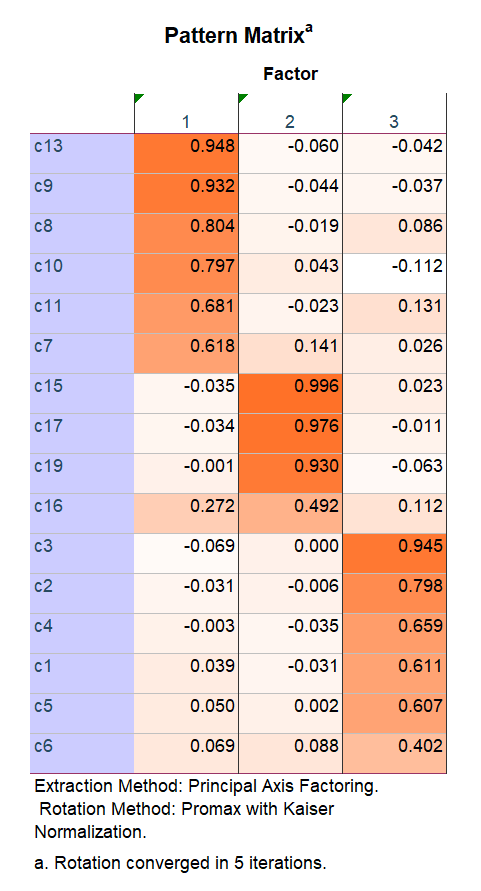 Pattern Matrixa
Factor
1 2 3
c13 0.948 -0.060 -0.042
c9 0.932 -0.044 -0.037
c8 0.804 -0.019 0.086
c10 0.797 0.043 -0.112
c11 0.681 -0.023 0.131
c7 0.618 0.141 0.026
c15 -0.035 0.996 0.023
c17 -0.034 0.976 -0.011
c19 -0.001 0.930 -0.063
c16 0.272 0.492 0.112
c3 -0.069 0.000 0.945
c2 -0.031 -0.006 0.798
c4 -0.003 -0.035 0.659
c1 0.039 -0.031 0.611
c5 0.050 0.002 0.607
c6 0.069 0.088 0.402
Extraction Method: Principal Axis Factoring.
Rotation Method: Promax with Kaiser
Normalization.
a. Rotation converged in 5 iterations.